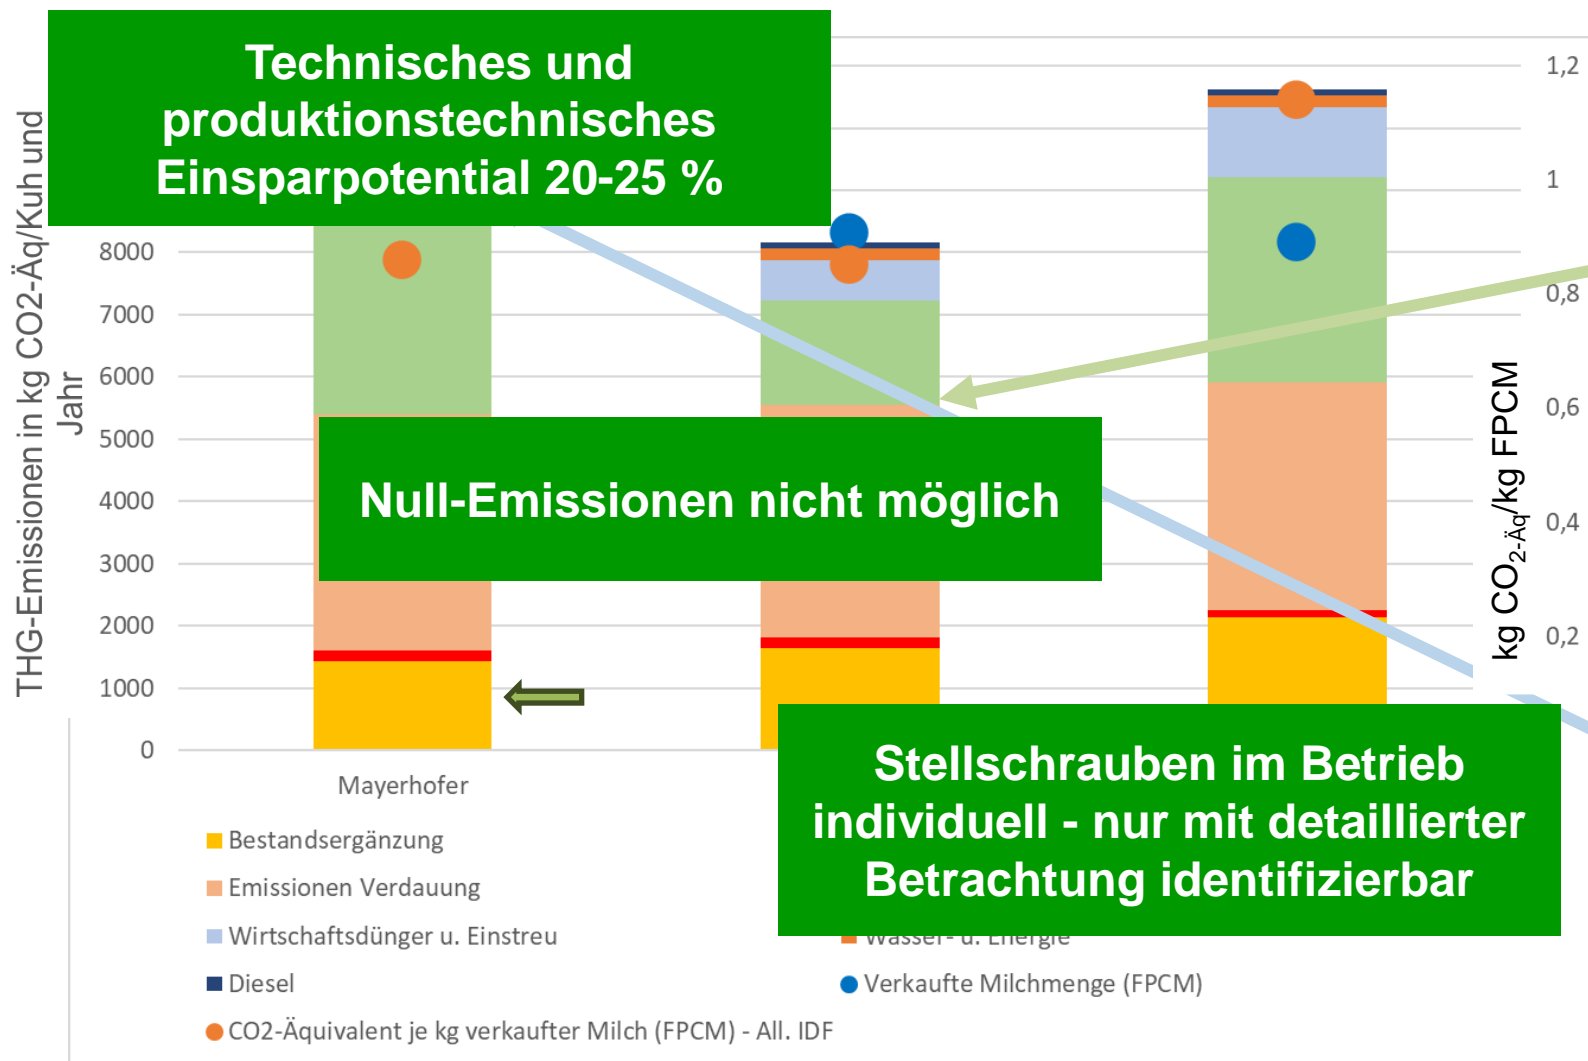 Technisches und
produktionstechnisches
Einsparpotential 20-25 %
THG-Emissionen in kg CO2-Äq/Kuh und
Jahr
8000
7000
6000
5000
4000
3000
2000
1000
0
1,2
1
0,8
0,6
0,4
0,2
kg CO2-Äq/kg FPCM
Null-Emissionen nicht möglich
Stellschrauben im Betrieb
individuell - nur mit detaillierter
Betrachtung identifizierbar
Mayerhofer
Bestandsergänzung
Emissionen Verdauung
Wirtschaftsdünger u. Einstreu
Wasser- u. Energie
Diesel
Verkaufte Milchmenge (FPCM)
CO2-Äquivalent je kg verkaufter Milch (FPCM) - All. IDF